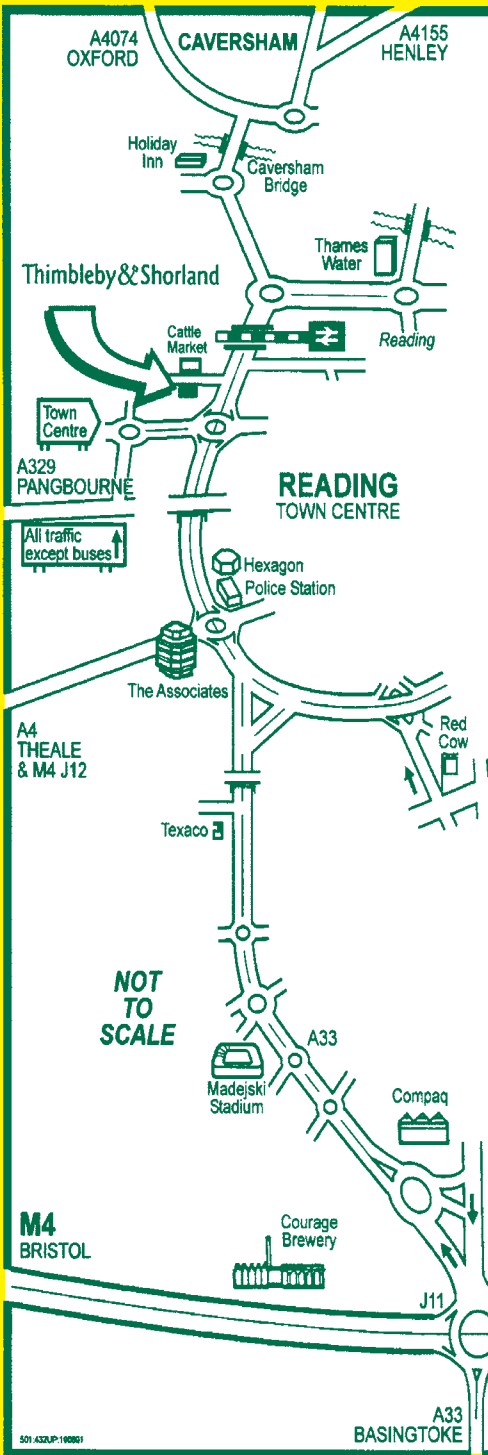 A4074
OXFORD
CAVERSHAM
A4155
HENLEY
Holiday
Inn
Caversham
Bridge
Thames
Water
Thimbleby & Shorland
Cattle
Market
Reading
Town
Centre
A329
PANGBOURNE
READING
TOWN CENTRE
All traffic
except buses
Hexagon
Police Station
The Associates
A4
THEALE
& M4 J12
Red
Cow
Texaco
NOT
TO
SCALE
A33
Madejski
Stadium
Compaq
M4
BRISTOL
Courage
Brewery
J11
A33
BASINGTOKE